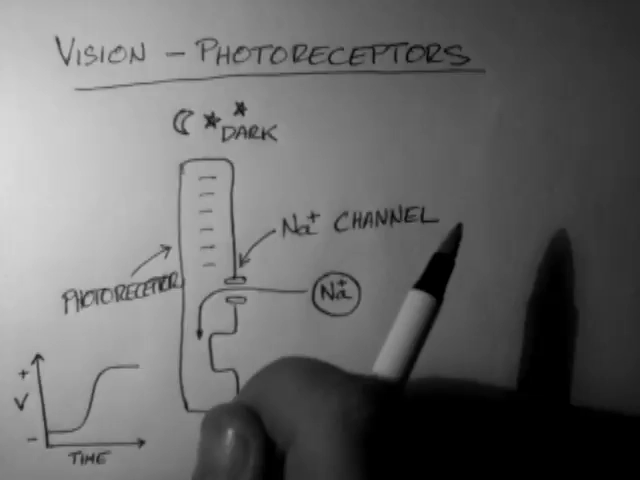 VISION - PHOTORECEPTORS
DARK
Na+ CHANNEL
PHOTORECEPTOR
Na+
+
V
-
TIME